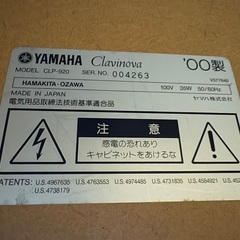 YAMAHA Clavinova '00製
MODEL CLP-920 SER. NO. 004263
HAMAKITA-OZAWA 100V 35W 50/60Hz
MADE IN JAPAN
電気用品取締法技術基準適合品 ヤマハ株式会社
注意
感電の恐れあり
キャビネットをあけるな
PATENTS: U.S.4967635 U.S.4763553 U.S.4974485 U.S.4731835 U.S.4584921
U.S.4738179